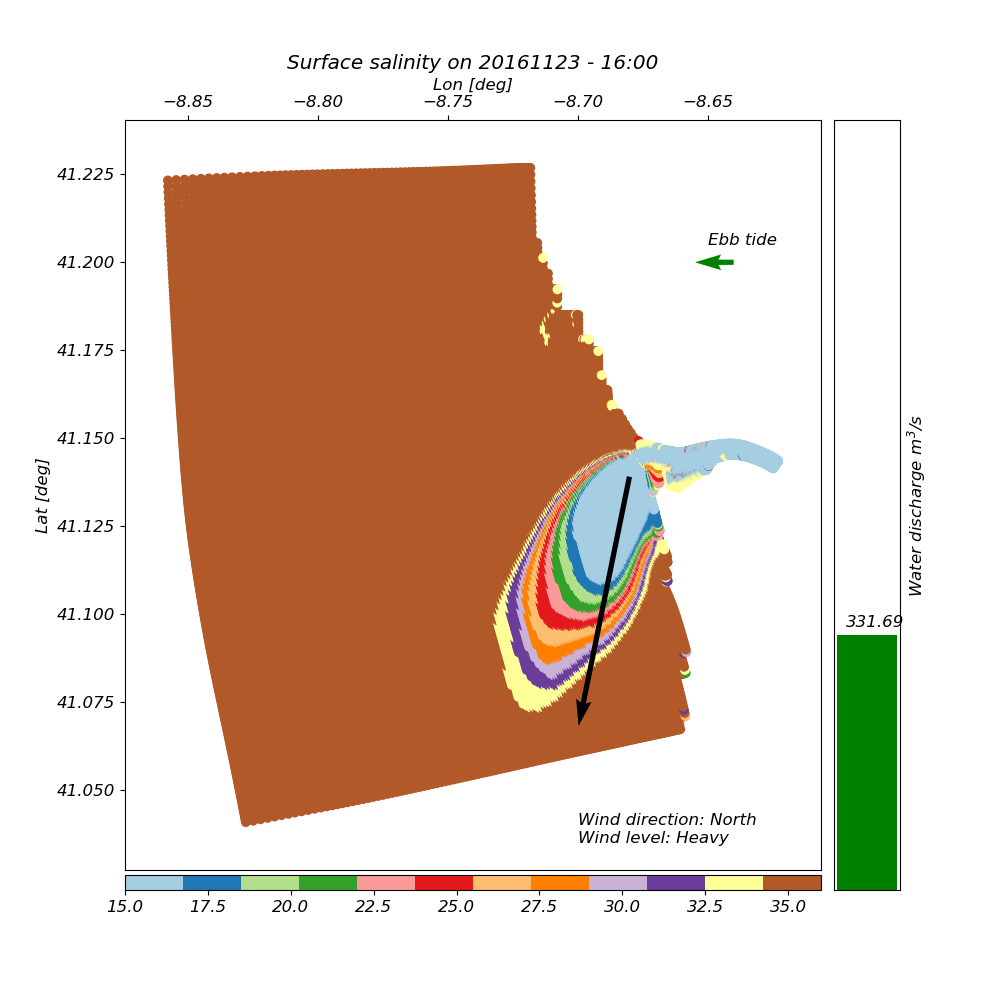 Surface salinity on 20161123 - 16:00
Lon [deg]
−8.85 −8.80 −8.75 −8.70 −8.65
41.225
41.200
41.175
41.150
41.125
41.100
41.075
41.050
Lat [deg]
Ebb tide
Wind direction: North
Wind level: Heavy
331.69
Water discharge m³/s
15.0 17.5 20.0 22.5 25.0 27.5 30.0 32.5 35.0